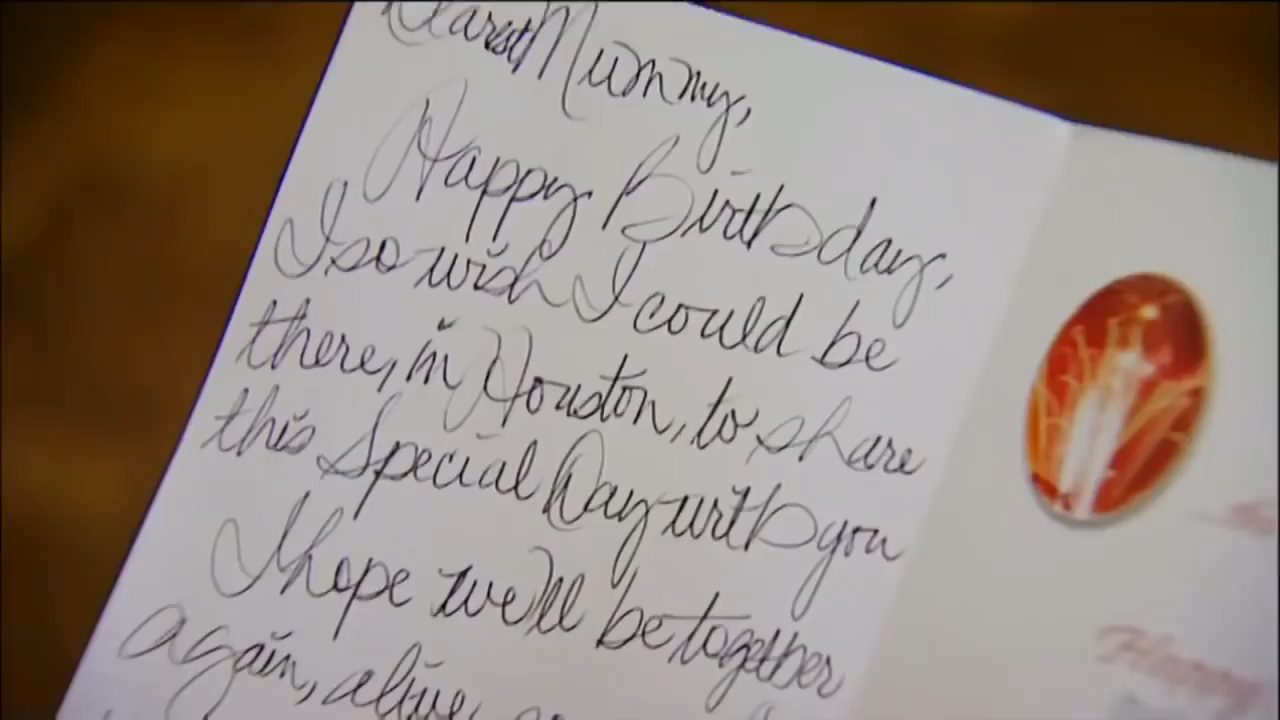 Dearest Mummy,
Happy Birthday,
I so wish I could be
there, in Houston, to share
this Special Day with you
I hope we'll be together
again, alive,
Happy